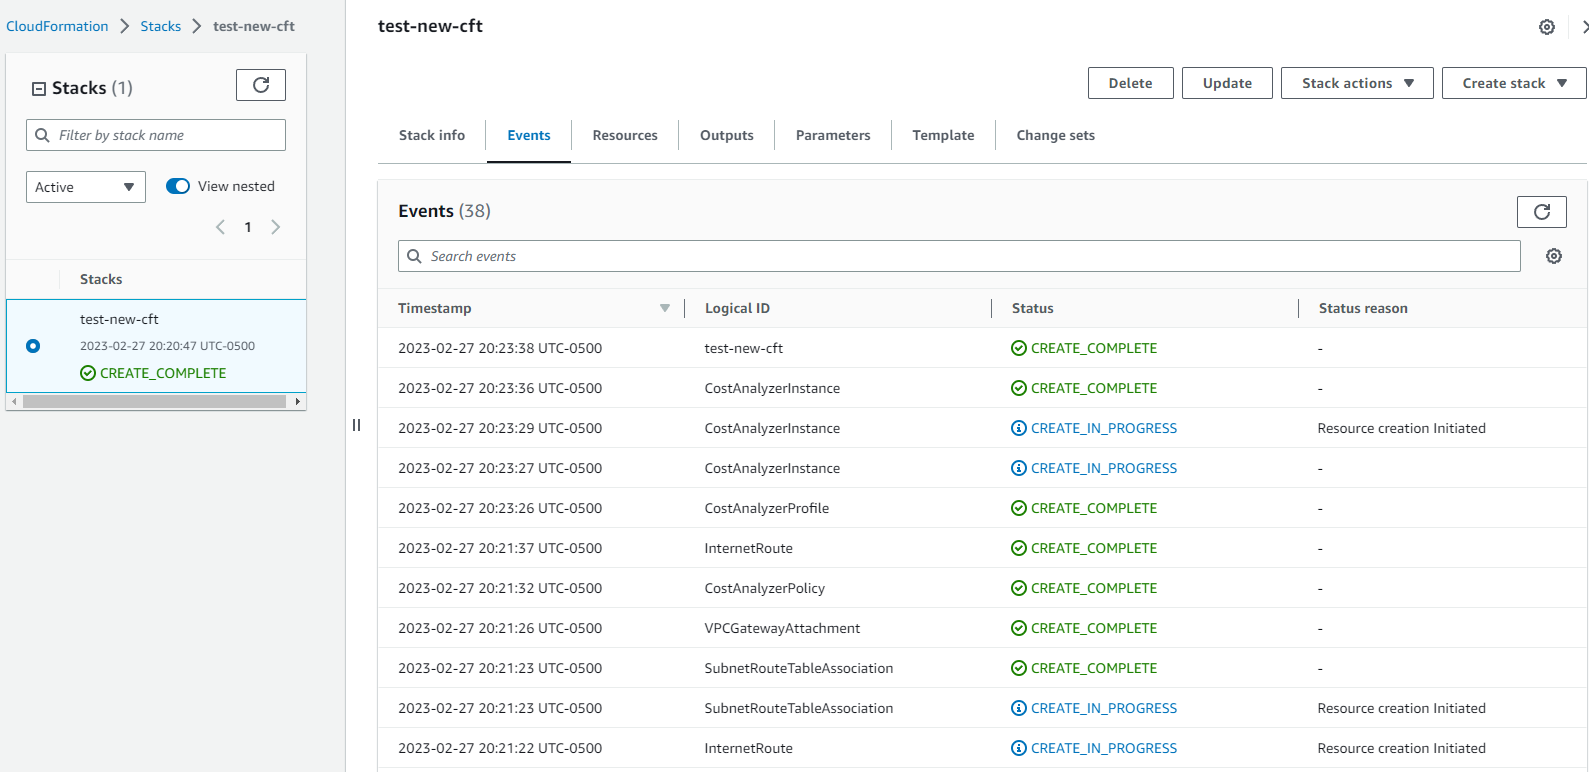 CloudFormation > Stacks > test-new-cft
Stacks (1)
Filter by stack name
Active
View nested
1
Stacks
test-new-cft
2023-02-27 20:20:47 UTC-0500
CREATE_COMPLETE
test-new-cft
Delete Update Stack actions Create stack
Stack info Events Resources Outputs Parameters Template Change sets
Events (38)
Search events
Timestamp Logical ID Status Status reason
2023-02-27 20:23:38 UTC-0500 test-new-cft CREATE_COMPLETE -
2023-02-27 20:23:36 UTC-0500 CostAnalyzerInstance CREATE_COMPLETE -
2023-02-27 20:23:29 UTC-0500 CostAnalyzerInstance CREATE_IN_PROGRESS Resource creation Initiated
2023-02-27 20:23:27 UTC-0500 CostAnalyzerInstance CREATE_IN_PROGRESS -
2023-02-27 20:23:26 UTC-0500 CostAnalyzerProfile CREATE_COMPLETE -
2023-02-27 20:21:37 UTC-0500 InternetRoute CREATE_COMPLETE -
2023-02-27 20:21:32 UTC-0500 CostAnalyzerPolicy CREATE_COMPLETE -
2023-02-27 20:21:26 UTC-0500 VPCGatewayAttachment CREATE_COMPLETE -
2023-02-27 20:21:23 UTC-0500 SubnetRouteTableAssociation CREATE_COMPLETE -
2023-02-27 20:21:23 UTC-0500 SubnetRouteTableAssociation CREATE_IN_PROGRESS Resource creation Initiated
2023-02-27 20:21:22 UTC-0500 InternetRoute CREATE_IN_PROGRESS Resource creation Initiated